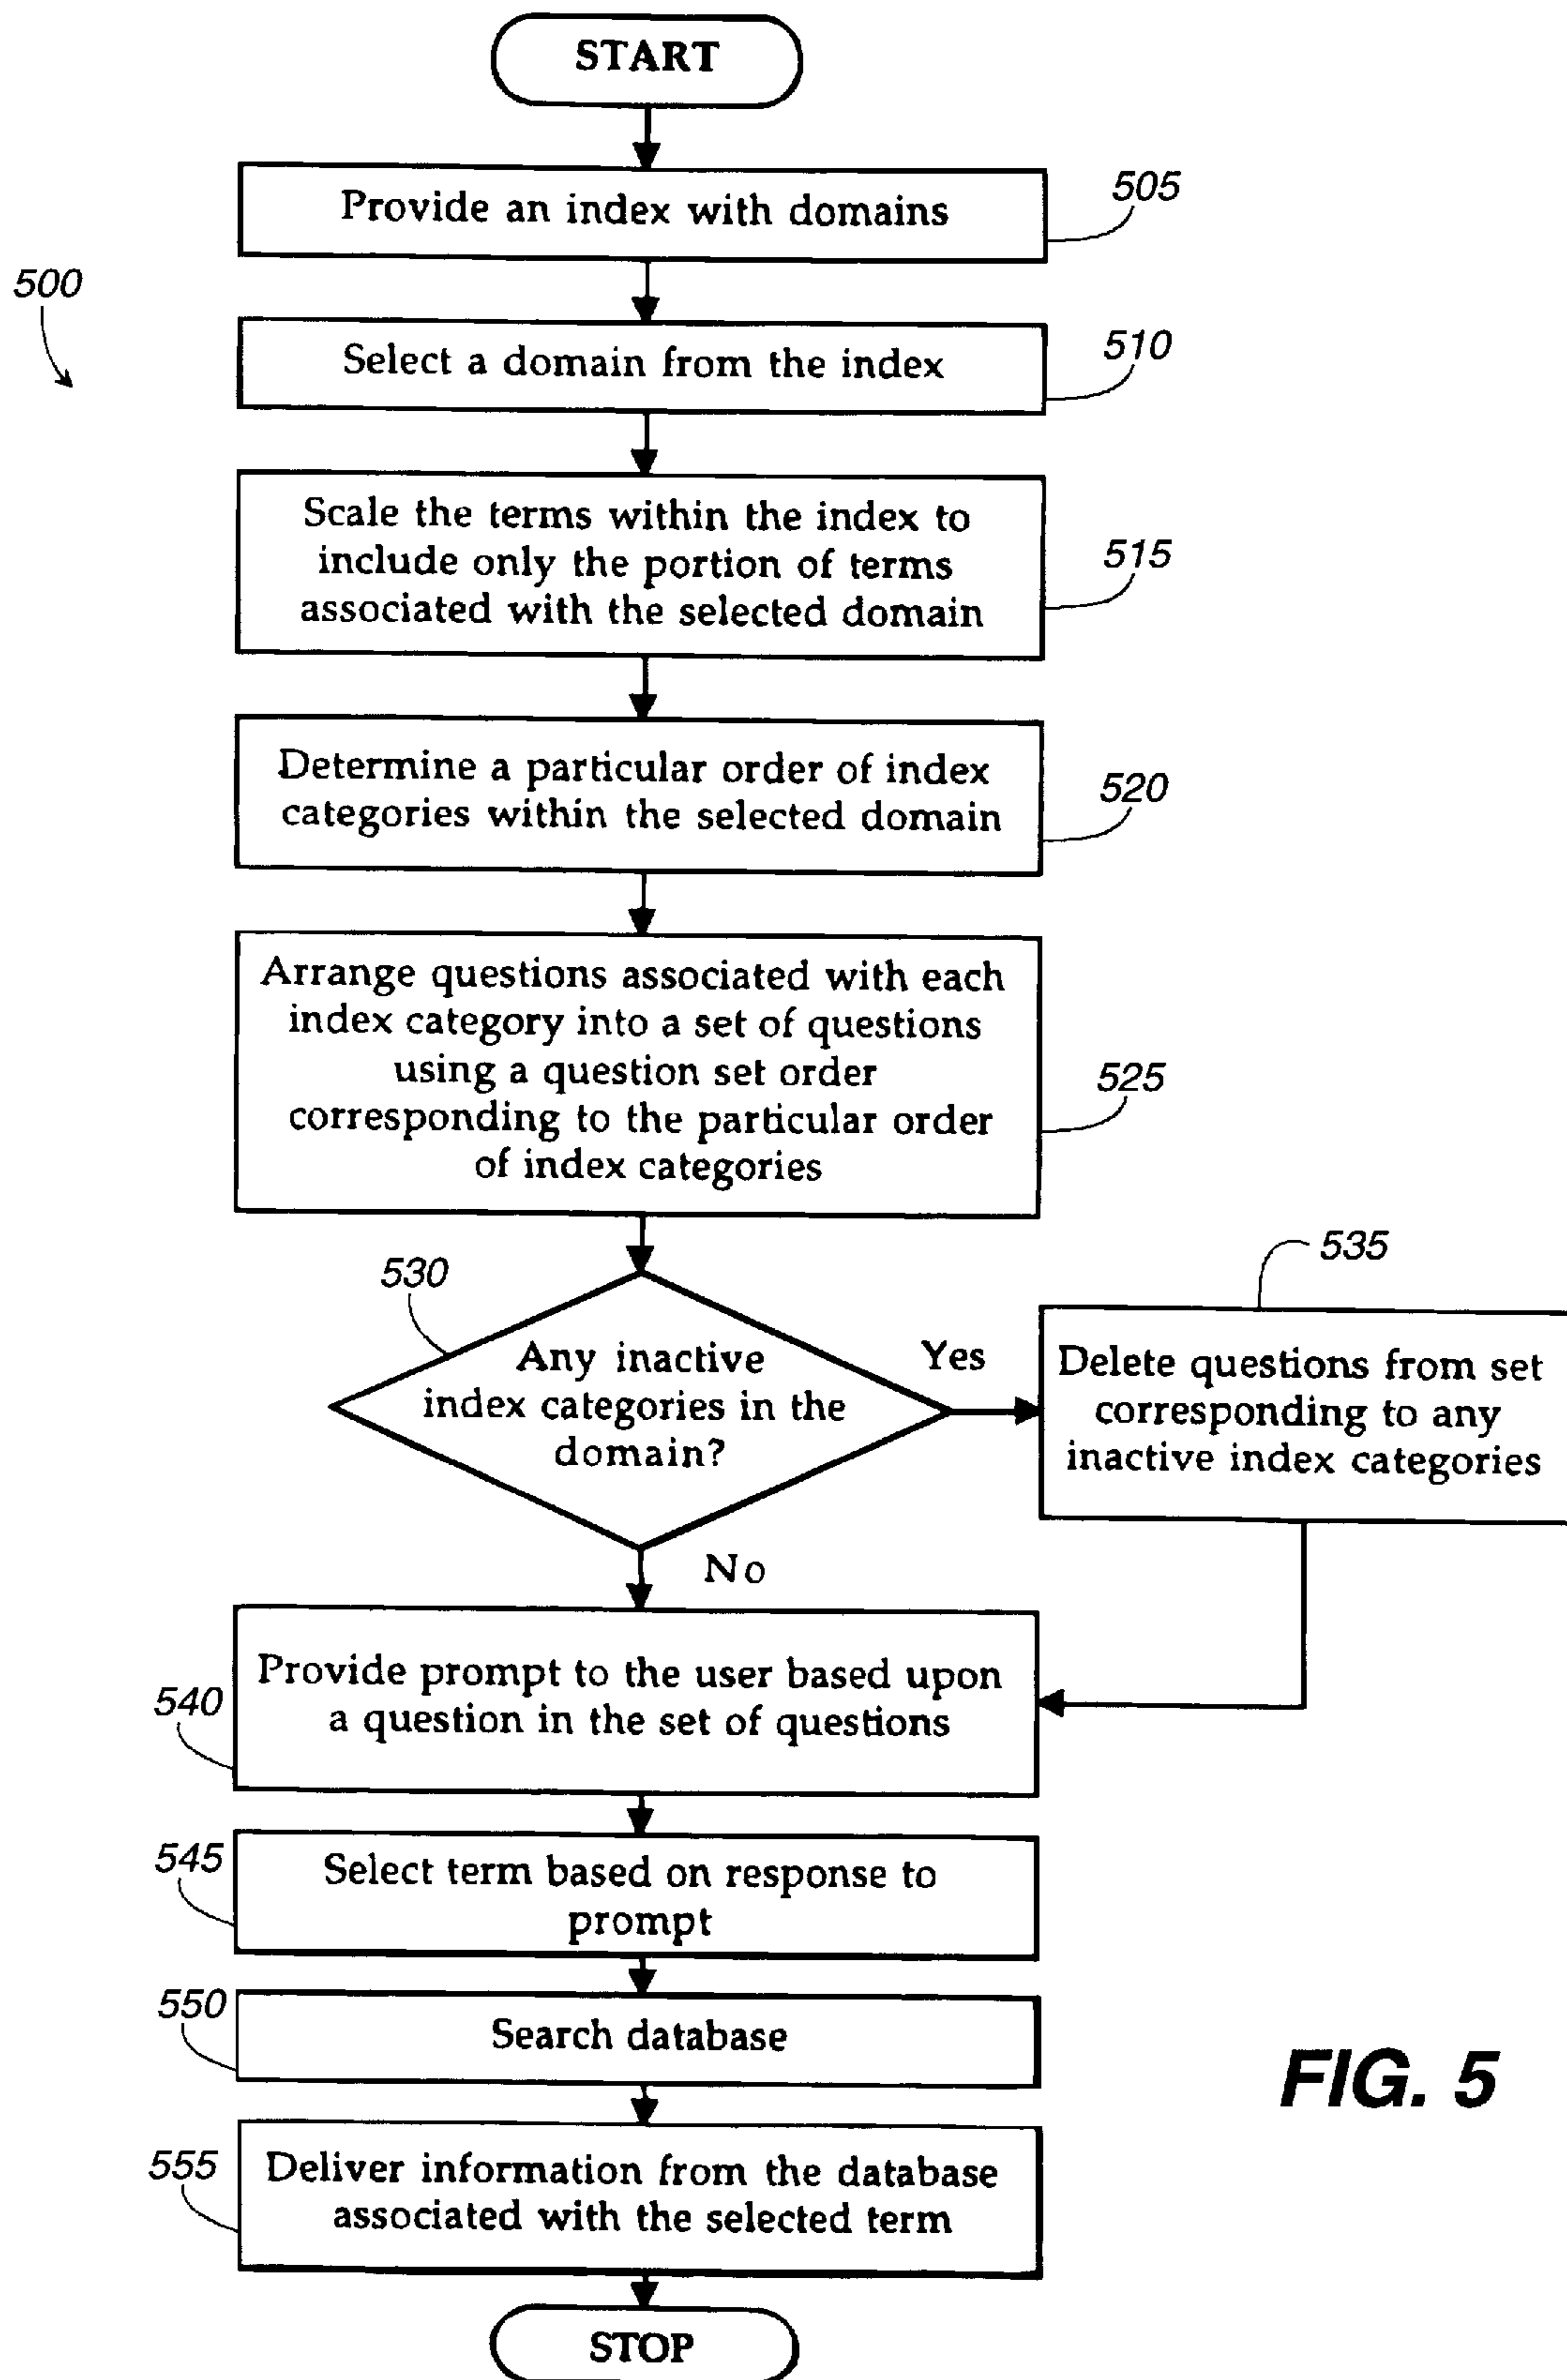 START
Provide an index with domains
505
500
Select a domain from the index
510
Scale the terms within the index to
include only the portion of terms
associated with the selected domain
515
Determine a particular order of index
categories within the selected domain
520
Arrange questions associated with each
index category into a set of questions
using a question set order
corresponding to the particular order
of index categories
525
530
Any inactive
index categories in the
domain?
Yes
535
Delete questions from set
corresponding to any
inactive index categories
No
Provide prompt to the user based upon
a question in the set of questions
540
545
Select term based on response to
prompt
550
Search database
FIG. 5
555
Deliver information from the database
associated with the selected term
STOP